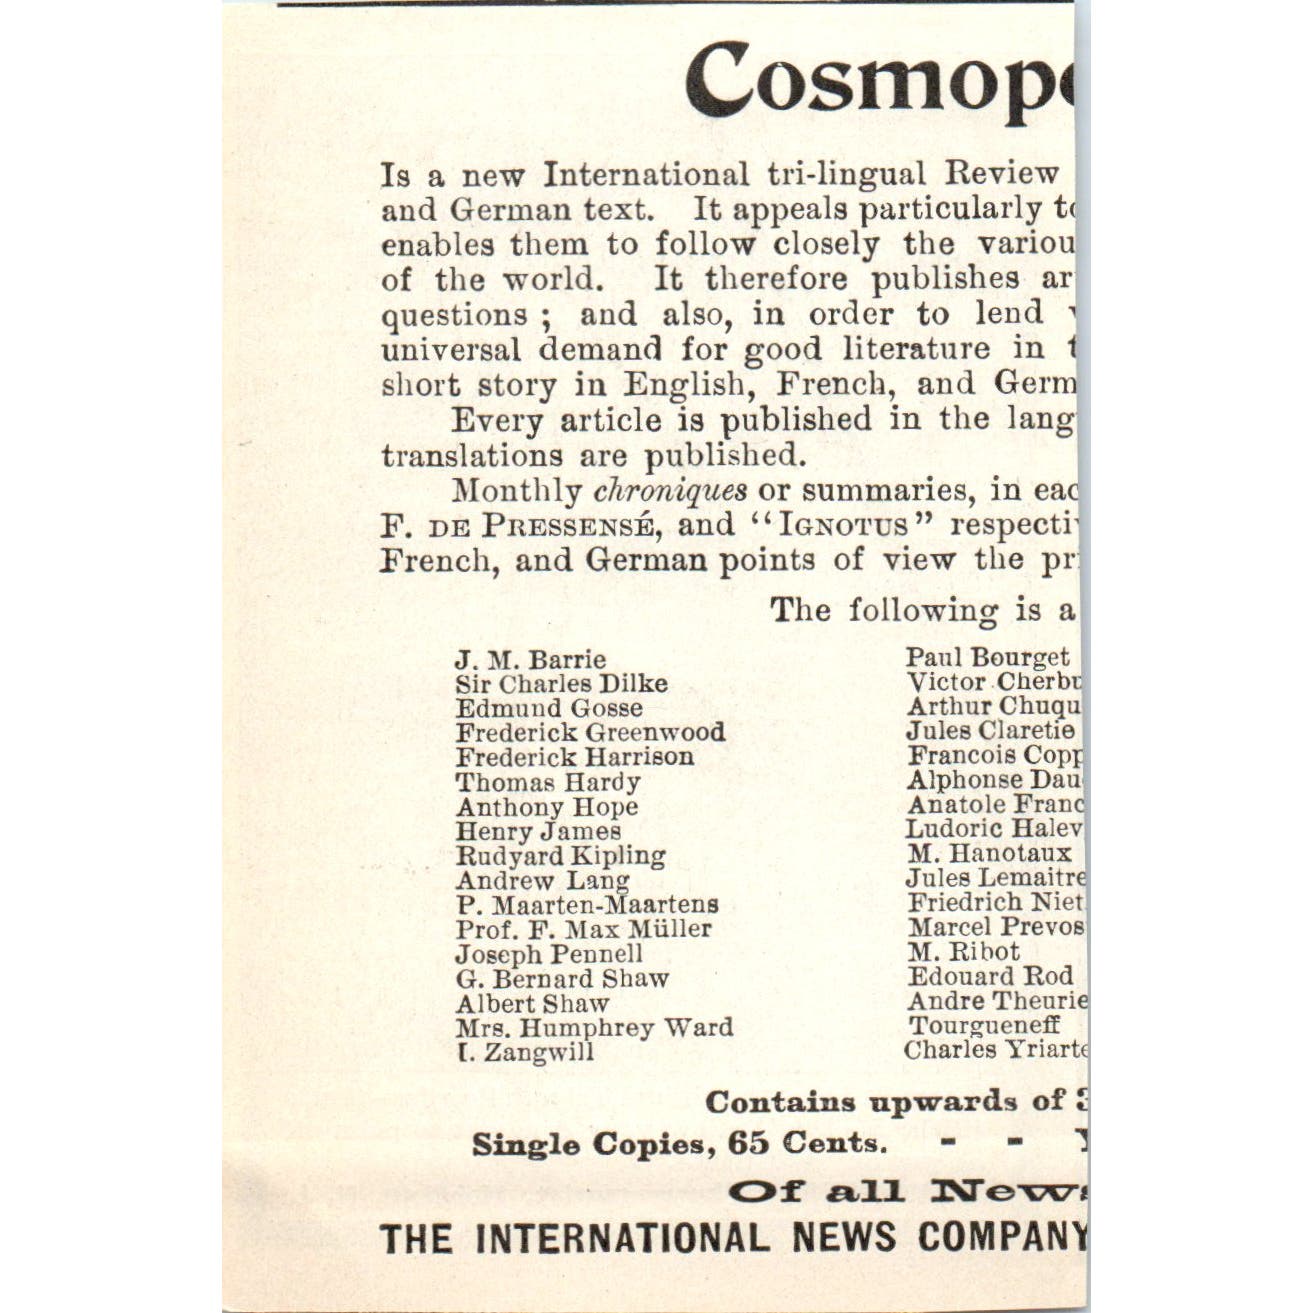 Cosmopo
Is a new International tri-lingual Review
and German text. It appeals particularly to
enables them to follow closely the variou
of the world. It therefore publishes ar
questions ; and also, in order to lend
universal demand for good literature in t
short story in English, French, and Germ
Every article is published in the lang
translations are published.
Monthly chroniques or summaries, in eac
F. DE PRESSENSÉ, and “IGNOTUS” respecti
French, and German points of view the pri
The following is a
J. M. Barrie
Sir Charles Dilke
Edmund Gosse
Frederick Greenwood
Frederick Harrison
Thomas Hardy
Anthony Hope
Henry James
Rudyard Kipling
Andrew Lang
P. Maarten-Maartens
Prof. F. Max Müller
Joseph Pennell
G. Bernard Shaw
Albert Shaw
Mrs. Humphrey Ward
I. Zangwill
Paul Bourget
Victor Cherbu
Arthur Chuqu
Jules Claretie
Francois Copp
Alphonse Dau
Anatole Franc
Ludoric Halev
M. Hanotaux
Jules Lemaitre
Friedrich Niet
Marcel Prevos
M. Ribot
Edouard Rod
Andre Theurie
Tourgueneff
Charles Yriarte
Contains upwards of 3
Single Copies, 65 Cents. - - Y
Of all News
THE INTERNATIONAL NEWS COMPANY